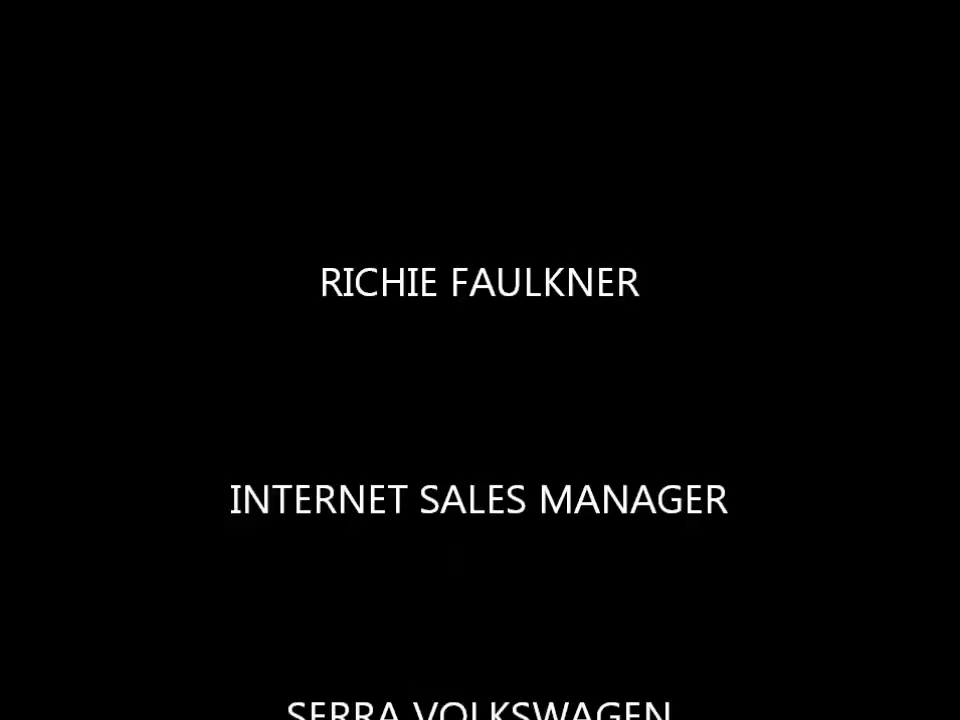 RICHIE FAULKNER
INTERNET SALES MANAGER
SERRA VOLKSWAGEN